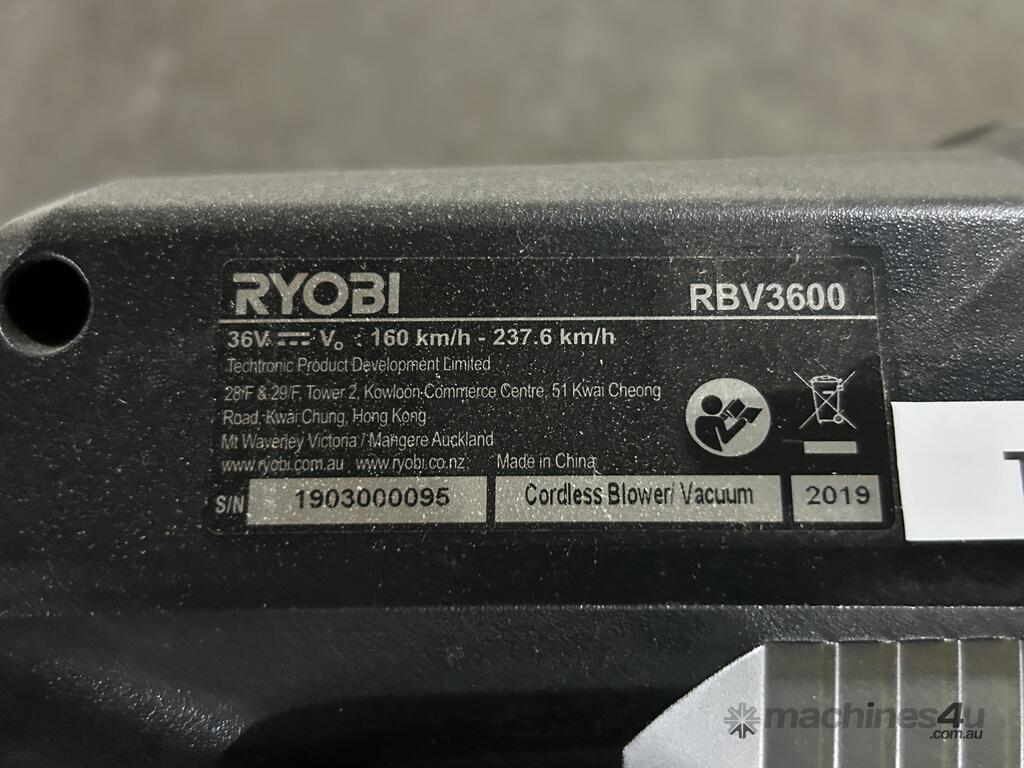 RYOBI RBV3600
36V ⎓ Vo : 160 km/h - 237.6 km/h
Techtronic Product Development Limited
28/F & 29/F, Tower 2, Kowloon Commerce Centre, 51 Kwai Cheong
Road, Kwai Chung, Hong Kong
Mt Waverley Victoria / Mangere Auckland
www.ryobi.com.au www.ryobi.co.nz Made in China
S/N 1903000095 Cordless Blower/ Vacuum 2019
machines4u
.com.au